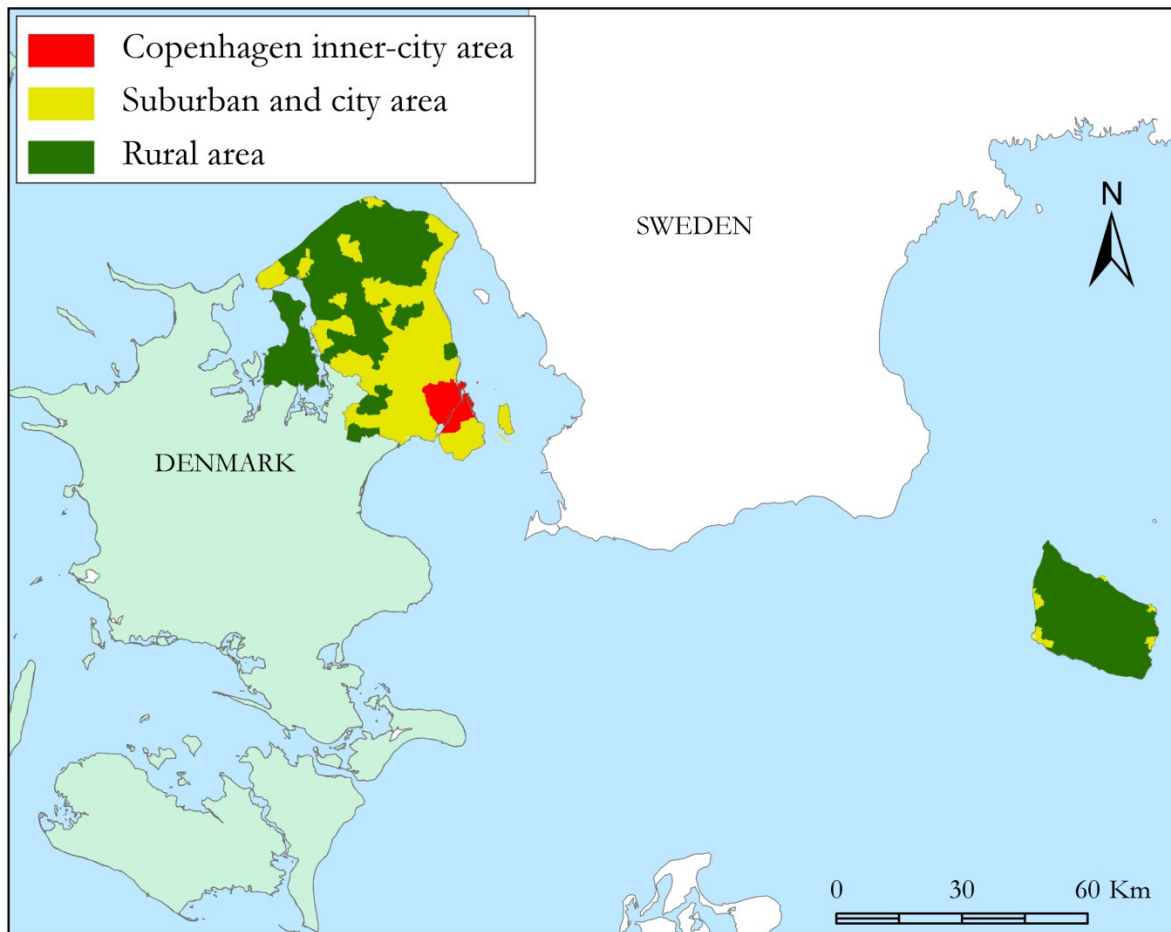 Copenhagen inner-city area
Suburban and city area
Rural area
N
SWEDEN
DENMARK
0 30 60 Km